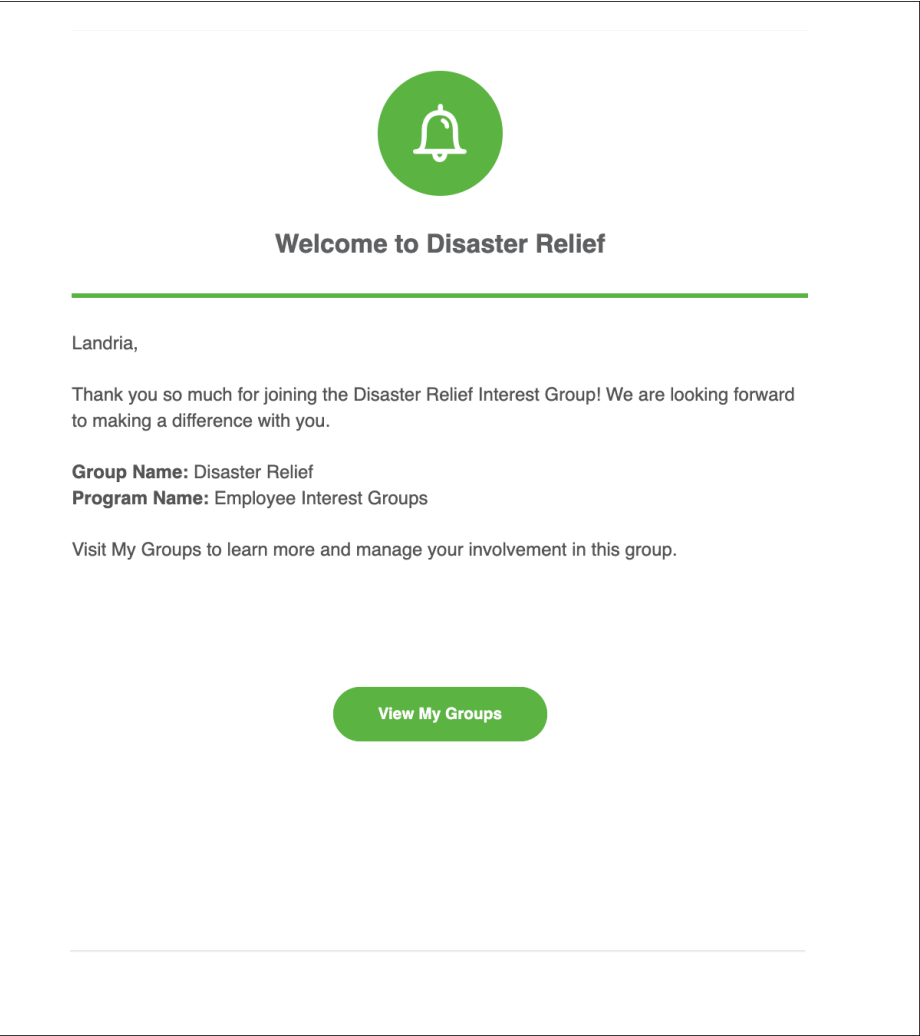 Welcome to Disaster Relief
Landria,
Thank you so much for joining the Disaster Relief Interest Group! We are looking forward
to making a difference with you.
Group Name: Disaster Relief
Program Name: Employee Interest Groups
Visit My Groups to learn more and manage your involvement in this group.
View My Groups